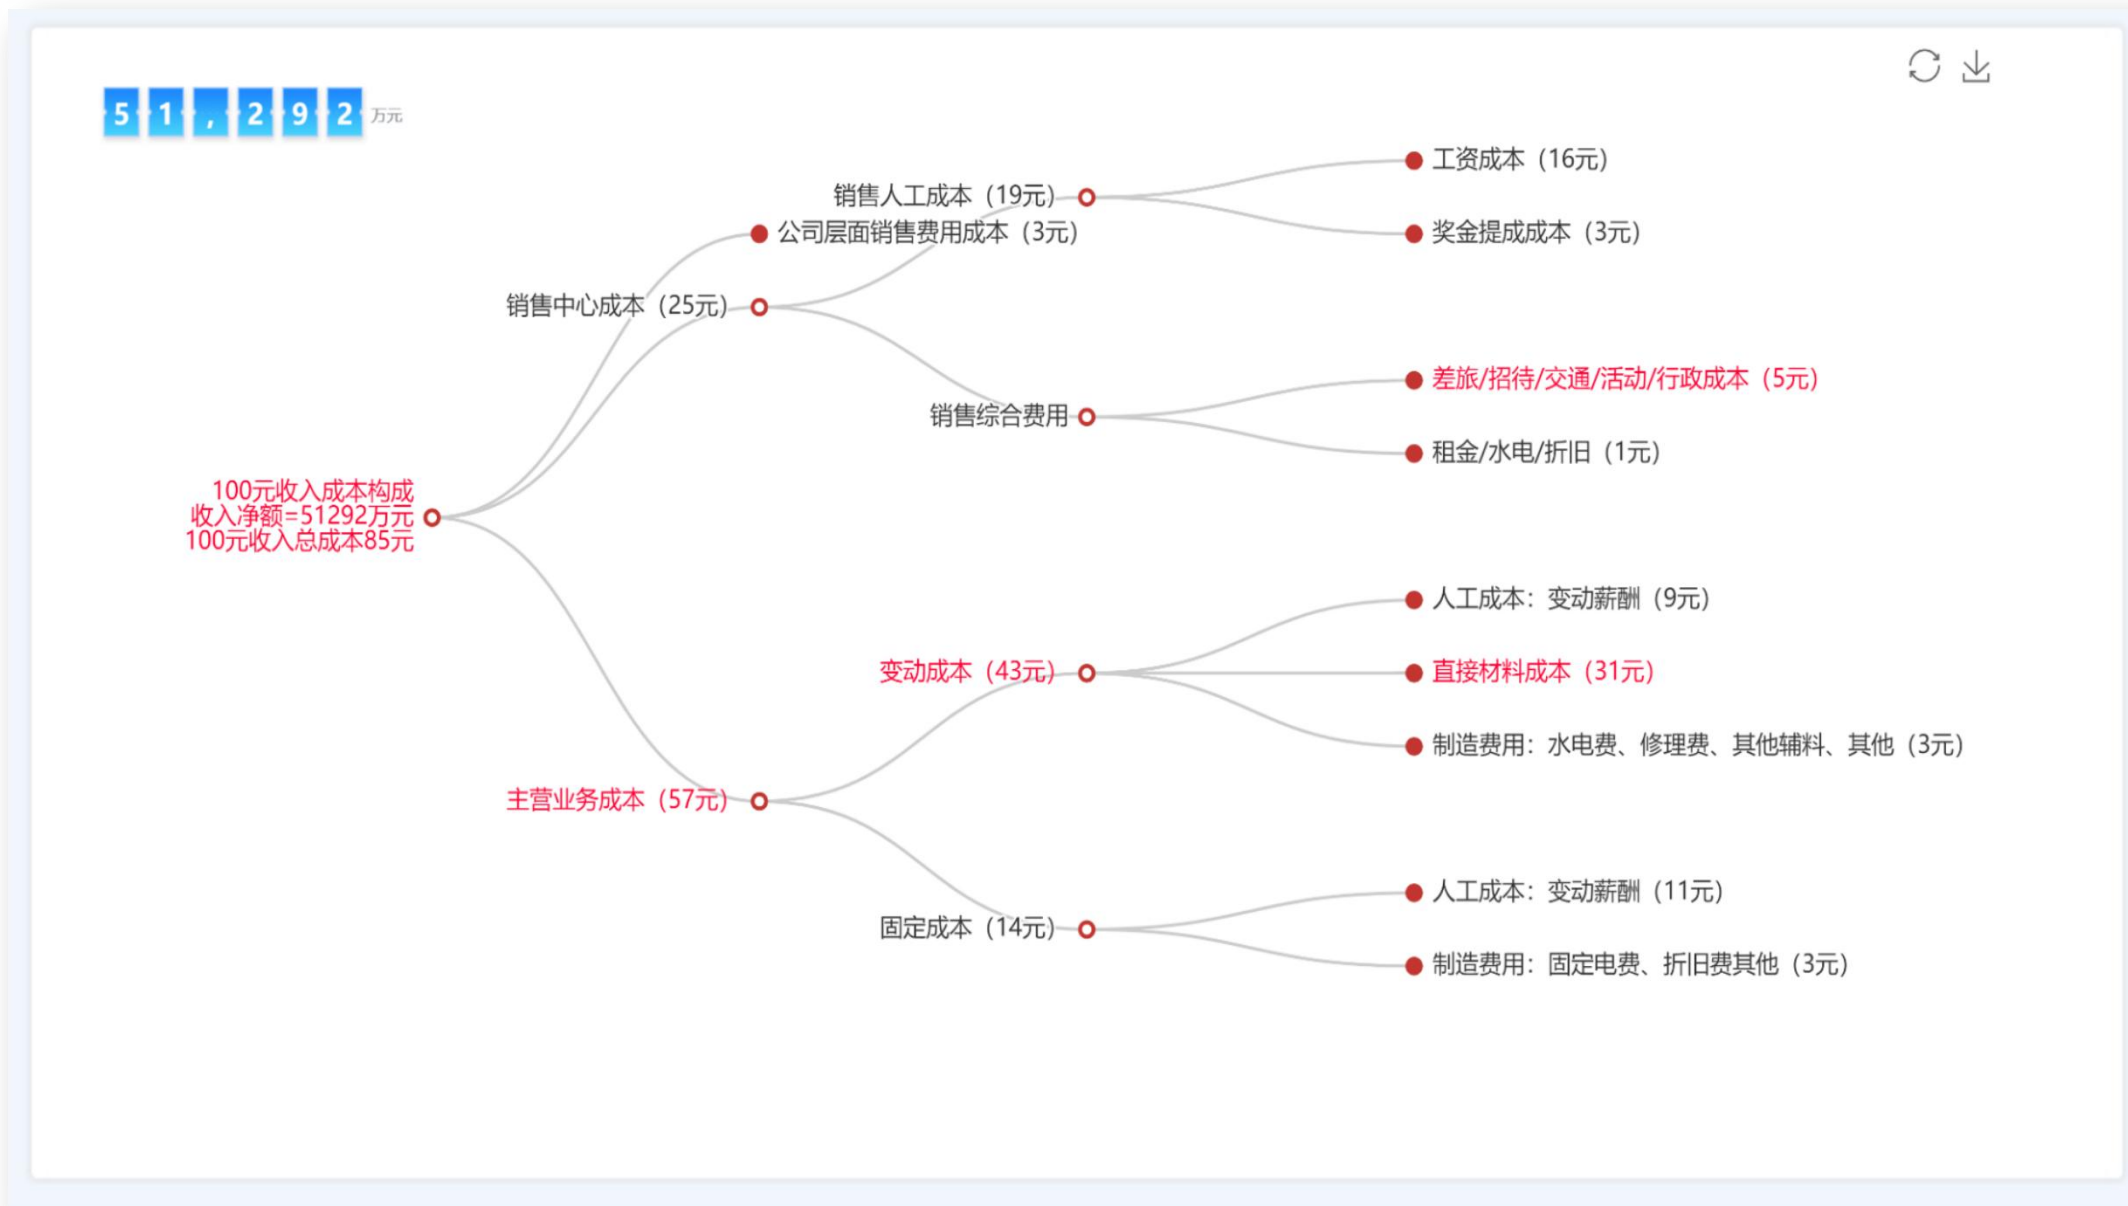 51,292 万元
工资成本（16元）
销售人工成本（19元）
公司层面销售费用成本（3元）
奖金提成成本（3元）
销售中心成本（25元）
差旅/招待/交通/活动/行政成本（5元）
销售综合费用
租金/水电/折旧（1元）
100元收入成本构成
收入净额=51292万元
100元收入总成本85元
人工成本：变动薪酬（9元）
变动成本（43元）
直接材料成本（31元）
制造费用：水电费、修理费、其他辅料、其他（3元）
主营业务成本（57元）
人工成本：变动薪酬（11元）
固定成本（14元）
制造费用：固定电费、折旧费其他（3元）